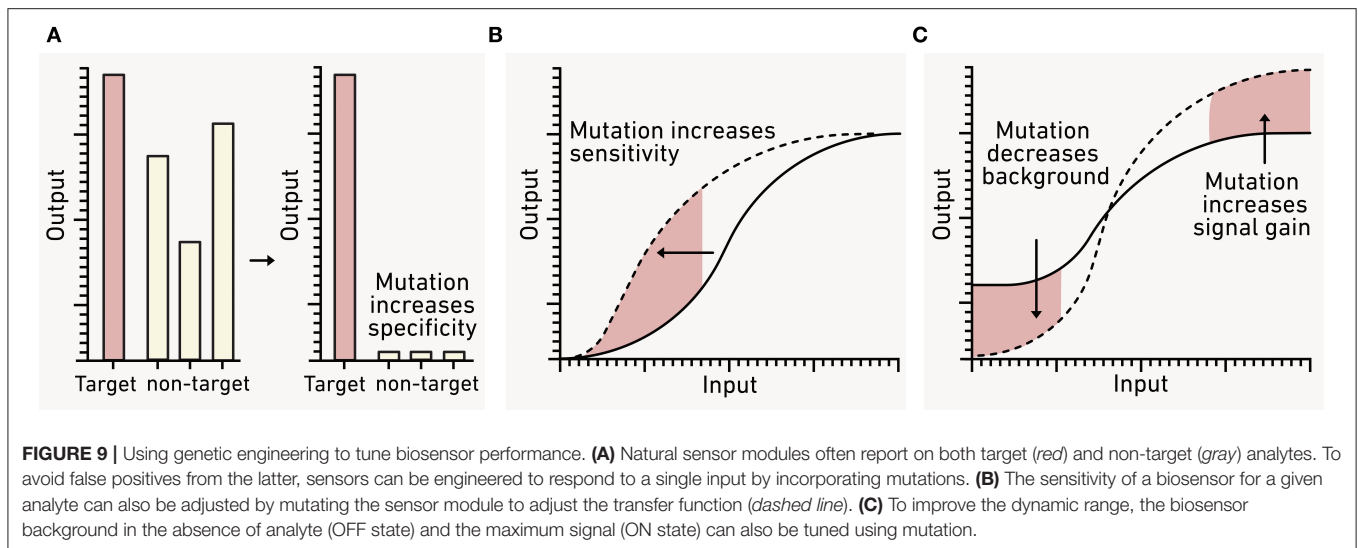 A
Output
Target non-target
Output
Mutation
increases
specificity
Target non-target
B
Mutation increases
sensitivity
Output
Input
C
Mutation
decreases
background
Mutation
increases
signal gain
Output
Input
FIGURE 9 | Using genetic engineering to tune biosensor performance. (A) Natural sensor modules often report on both target (red) and non-target (gray) analytes. To
avoid false positives from the latter, sensors can be engineered to respond to a single input by incorporating mutations. (B) The sensitivity of a biosensor for a given
analyte can also be adjusted by mutating the sensor module to adjust the transfer function (dashed line). (C) To improve the dynamic range, the biosensor
background in the absence of analyte (OFF state) and the maximum signal (ON state) can also be tuned using mutation.